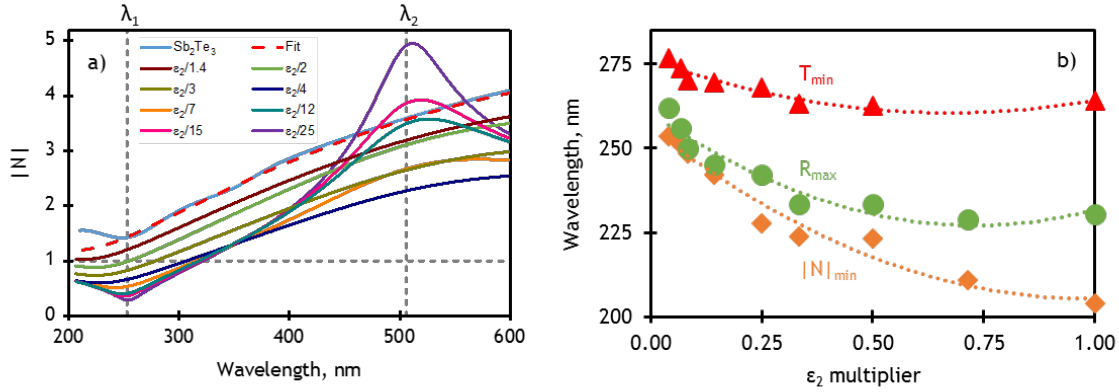 λ1 λ2
5
4
3
2
1
0
|N|
a)
Sb2Te3 Fit
ε2/1.4 ε2/2
ε2/3 ε2/4
ε2/7 ε2/12
ε2/15 ε2/25
200 300 400 500 600
Wavelength, nm
275
250
225
200
Wavelength, nm
b)
Tmin
Rmax
|N|min
0.00 0.25 0.50 0.75 1.00
ε2 multiplier